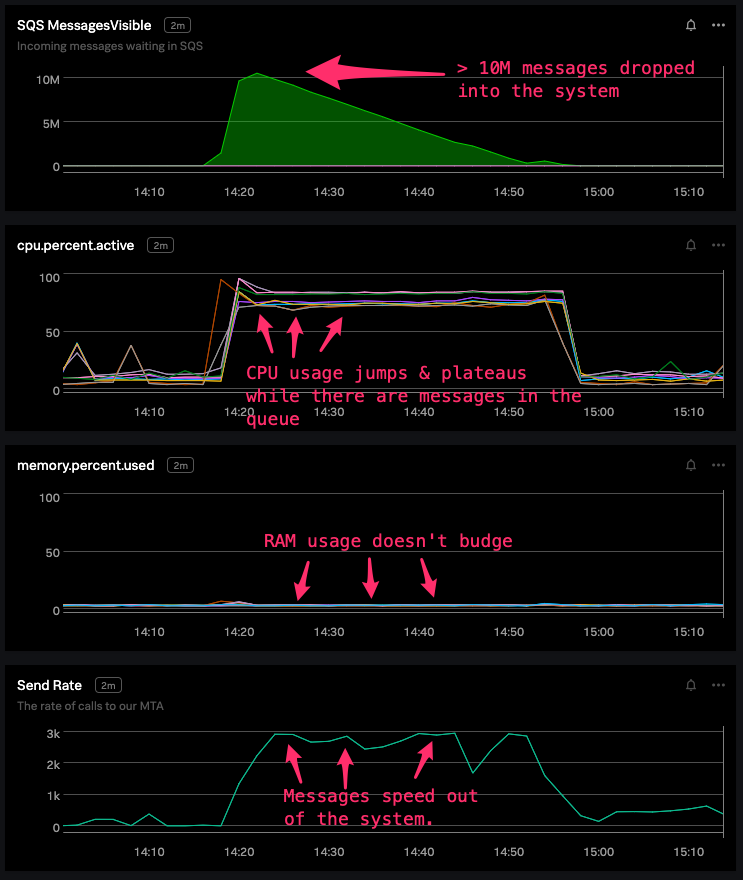 SQS MessagesVisible 2m
Incoming messages waiting in SQS
> 10M messages dropped
into the system
10M
5M
0
14:10 14:20 14:30 14:40 14:50 15:00 15:10
cpu.percent.active 2m
100
50
0
CPU usage jumps & plateaus
while there are messages in the
queue
14:10 14:20 14:30 14:40 14:50 15:00 15:10
memory.percent.used 2m
100
50
0
RAM usage doesn't budge
14:10 14:20 14:30 14:40 14:50 15:00 15:10
Send Rate 2m
The rate of calls to our MTA
3k
2k
1k
0
Messages speed out
of the system.
14:10 14:20 14:30 14:40 14:50 15:00 15:10